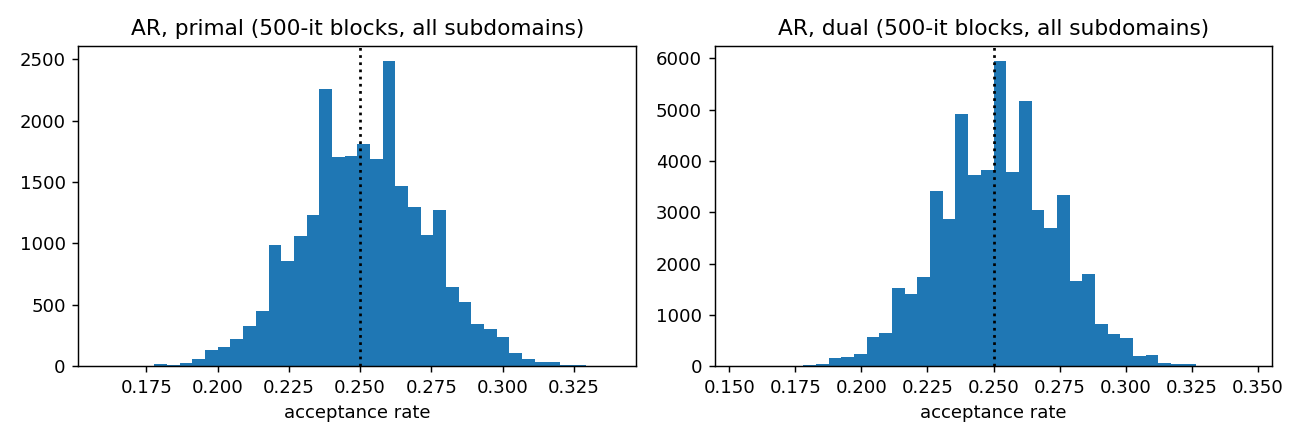 AR, primal (500-it blocks, all subdomains)
2500
2000
1500
1000
500
0
0.175 0.200 0.225 0.250 0.275 0.300 0.325
acceptance rate
AR, dual (500-it blocks, all subdomains)
6000
5000
4000
3000
2000
1000
0
0.150 0.175 0.200 0.225 0.250 0.275 0.300 0.325 0.350
acceptance rate